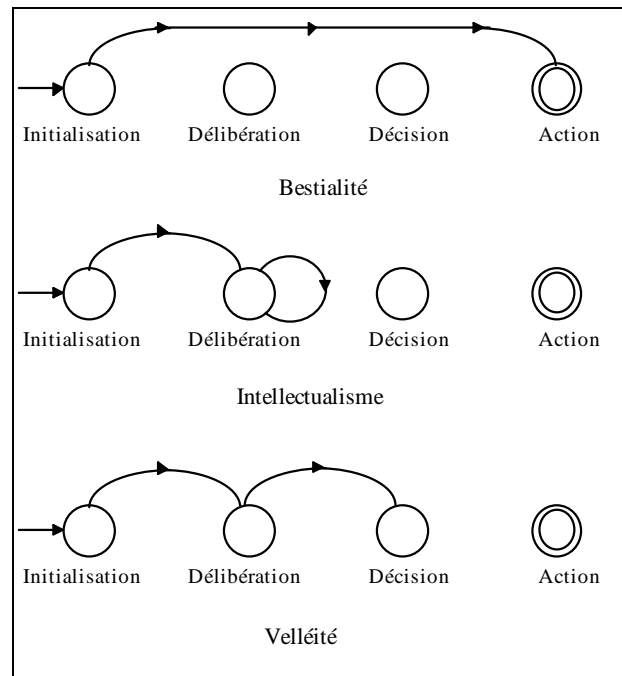 Initialisation Délibération Décision Action
Bestialité
Initialisation Délibération Décision Action
Intellectualisme
Initialisation Délibération Décision Action
Velléité